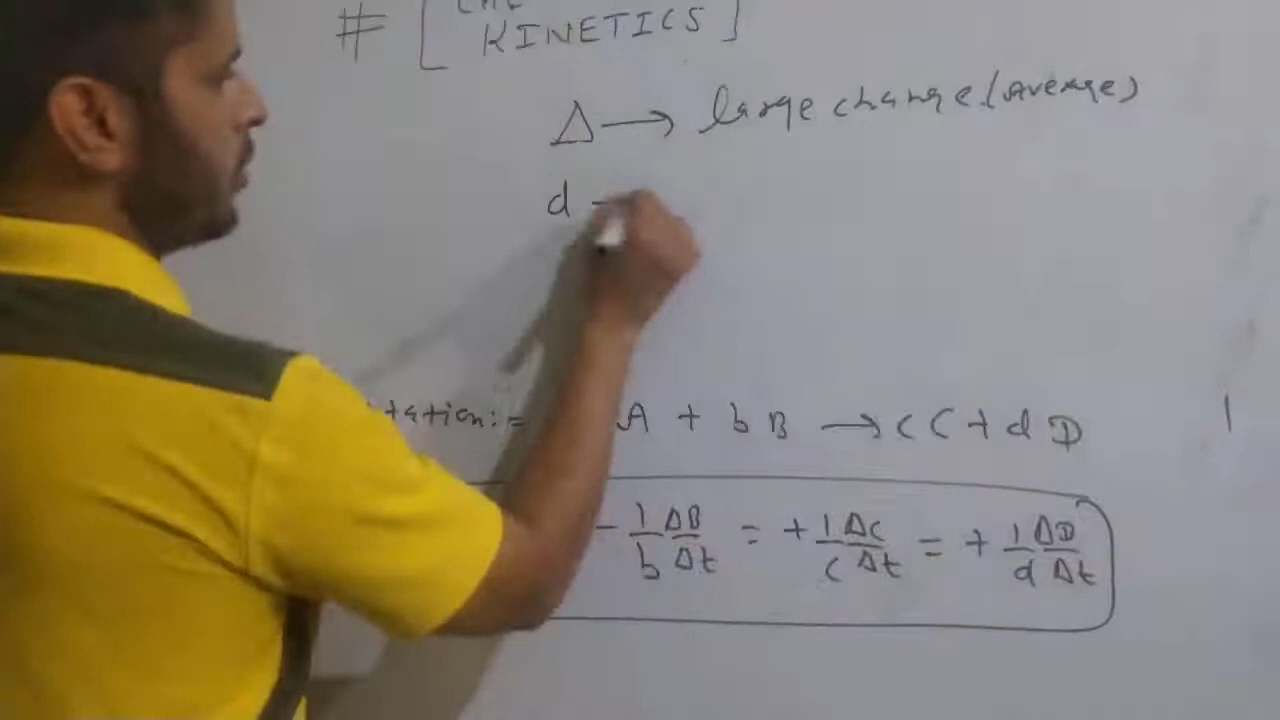 # [ KINETICS ]
Δ → large change (Average)
d -
tation:= A + bB → cC + dD
- 1/b ΔB/Δt = + 1/c ΔC/Δt = + 1/d ΔD/Δt